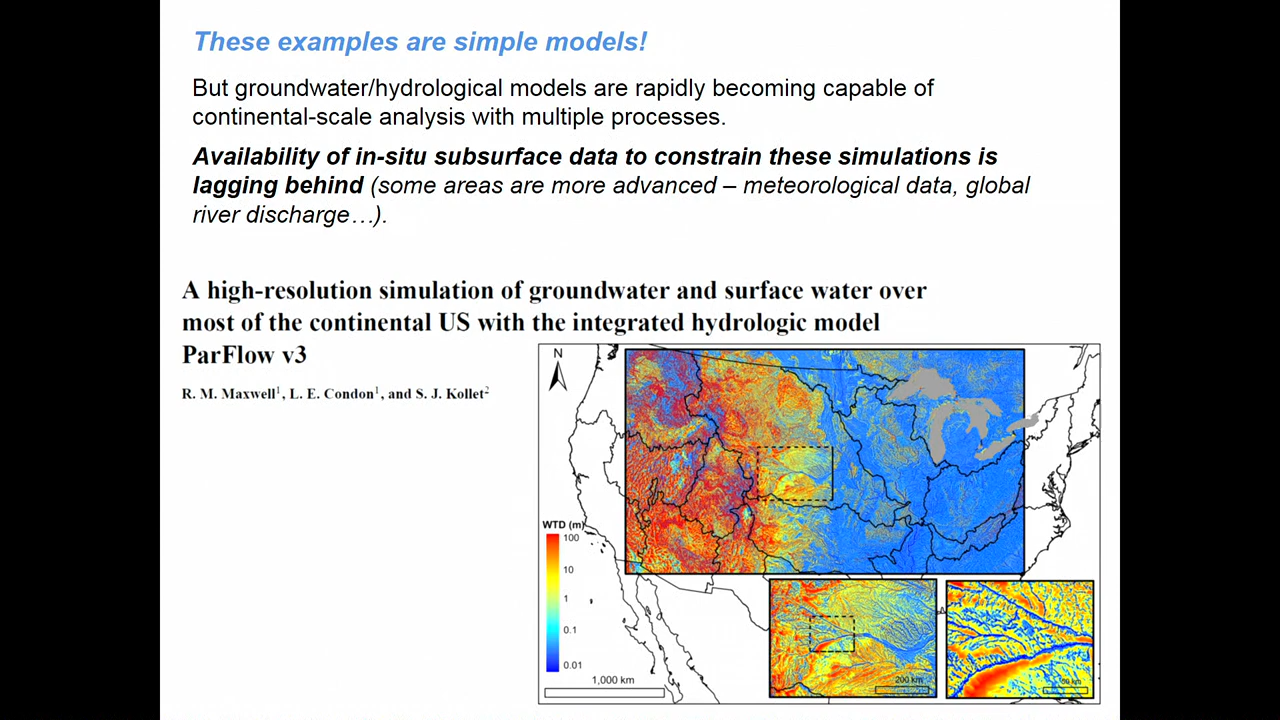 These examples are simple models!
But groundwater/hydrological models are rapidly becoming capable of
continental-scale analysis with multiple processes.
Availability of in-situ subsurface data to constrain these simulations is
lagging behind (some areas are more advanced – meteorological data, global
river discharge…).
A high-resolution simulation of groundwater and surface water over
most of the continental US with the integrated hydrologic model
ParFlow v3
R. M. Maxwell1, L. E. Condon1, and S. J. Kollet2
N
WTD (m)
100
10
1
0.1
0.01
1,000 km
200 km